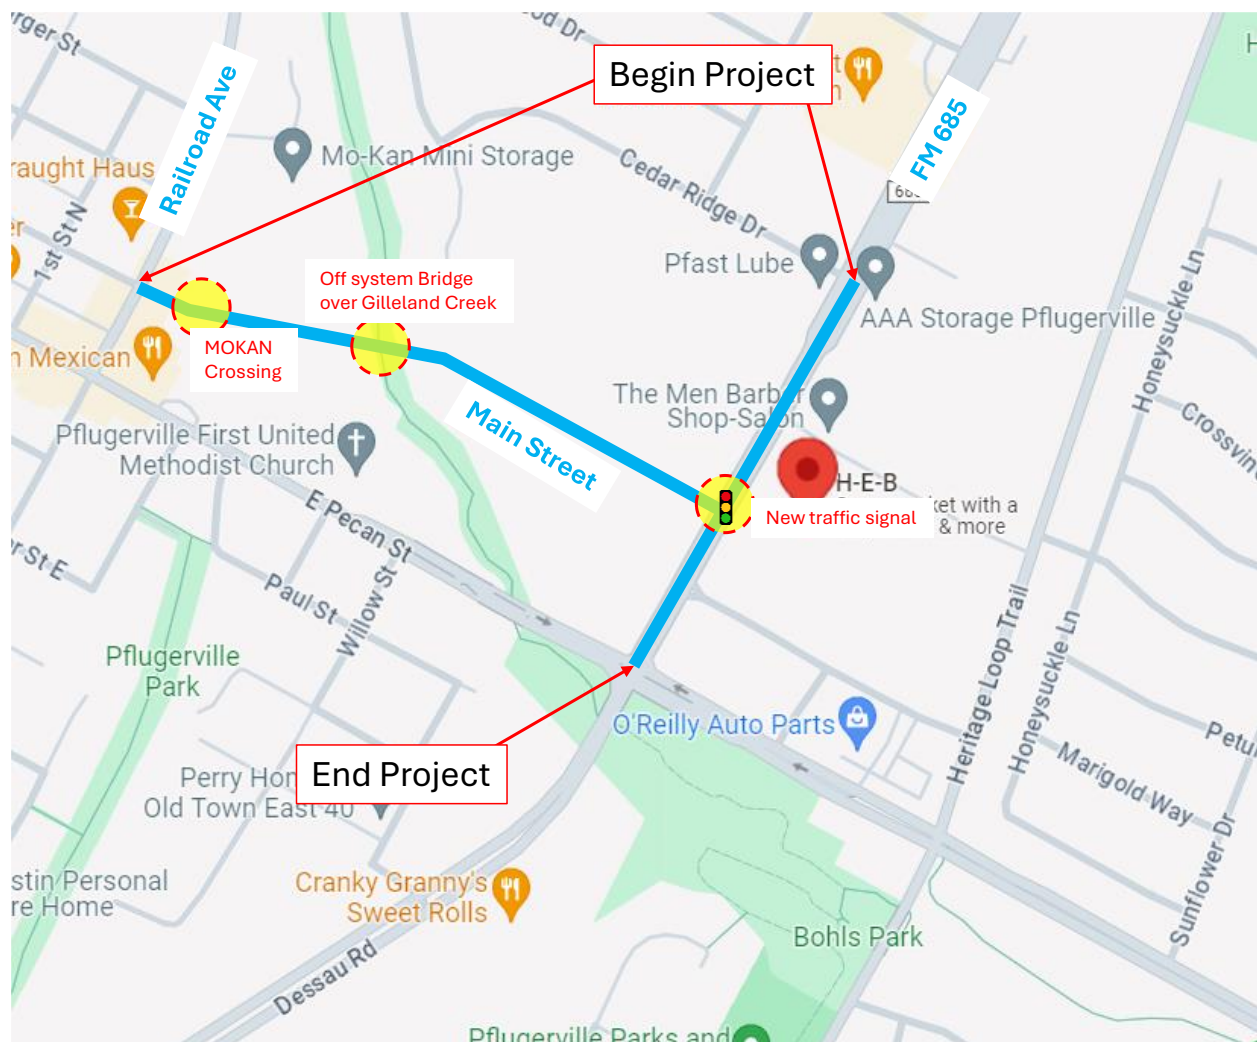 Begin Project
Railroad Ave
FM 685
Mo-Kan Mini Storage
Cedar Ridge Dr
raught Haus
1st St N
Pfast Lube
AAA Storage Pflugerville
Honeysuckle Ln
Off system Bridge
over Gilleland Creek
MOKAN
Crossing
n Mexican
The Men Barber
Shop-Salon
Main Street
Pflugerville First United
Methodist Church
H-E-B
ket with a
& more
New traffic signal
E Pecan St
Paul St
Willow St
r St E
Pflugerville
Park
Heritage Loop Trail
Honeysuckle Ln
O'Reilly Auto Parts
Marigold Way
Sunflower Dr
End Project
Perry Hom
Old Town East 40
Cranky Granny's
Sweet Rolls
stin Personal
re Home
Dessau Rd
Bohls Park
Pflugerville Parks and